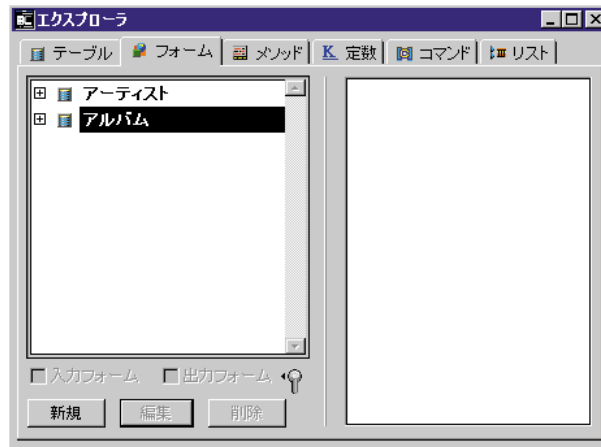 エクスプローラ
テーブル フォーム メソッド K 定数 コマンド リスト
アーティスト
アルバム
入力フォーム 出力フォーム
新規 編集 削除